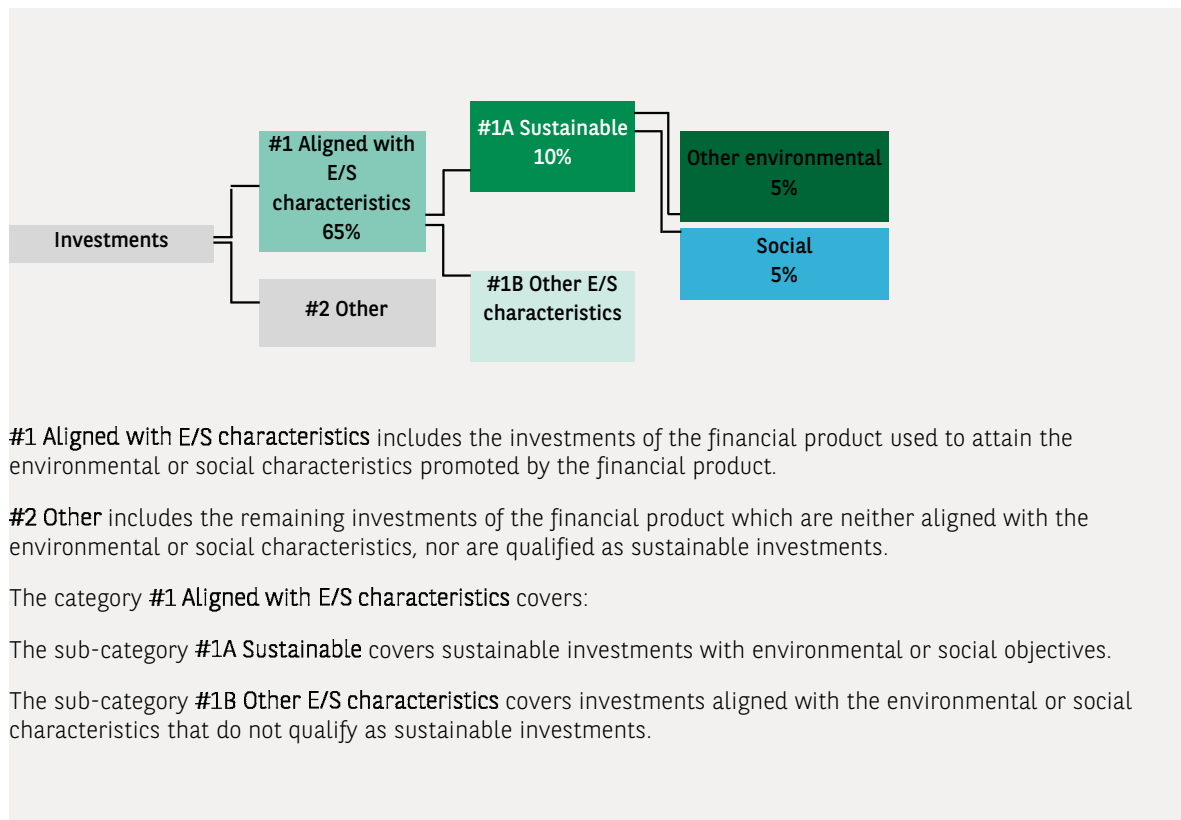 Investments
#1 Aligned with
E/S
characteristics
65%
#2 Other
#1A Sustainable
10%
#1B Other E/S
characteristics
Other environmental
5%
Social
5%
#1 Aligned with E/S characteristics includes the investments of the financial product used to attain the
environmental or social characteristics promoted by the financial product.
#2 Other includes the remaining investments of the financial product which are neither aligned with the
environmental or social characteristics, nor are qualified as sustainable investments.
The category #1 Aligned with E/S characteristics covers:
The sub-category #1A Sustainable covers sustainable investments with environmental or social objectives.
The sub-category #1B Other E/S characteristics covers investments aligned with the environmental or social
characteristics that do not qualify as sustainable investments.